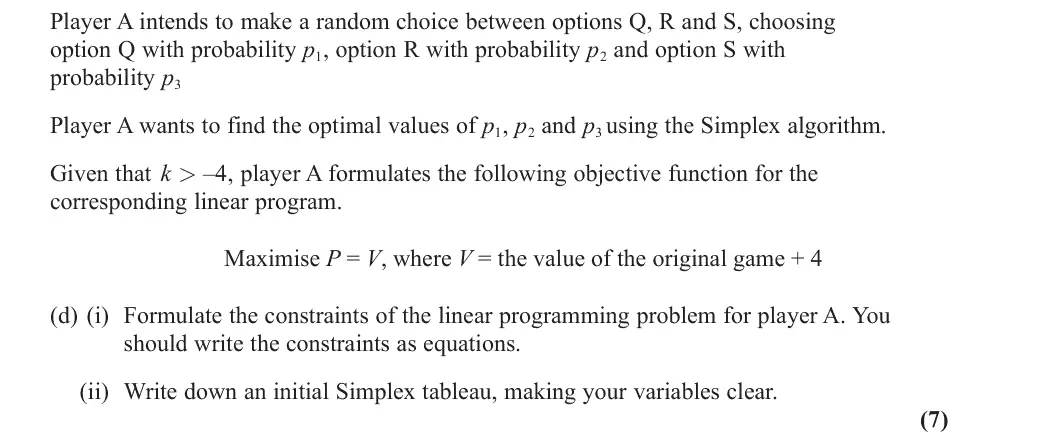 Player A intends to make a random choice between options Q, R and S, choosing
option Q with probability p₁, option R with probability p₂ and option S with
probability p₃
Player A wants to find the optimal values of p₁, p₂ and p₃ using the Simplex algorithm.
Given that k > –4, player A formulates the following objective function for the
corresponding linear program.
Maximise P = V, where V = the value of the original game + 4
(d) (i) Formulate the constraints of the linear programming problem for player A. You
should write the constraints as equations.
(ii) Write down an initial Simplex tableau, making your variables clear.
(7)